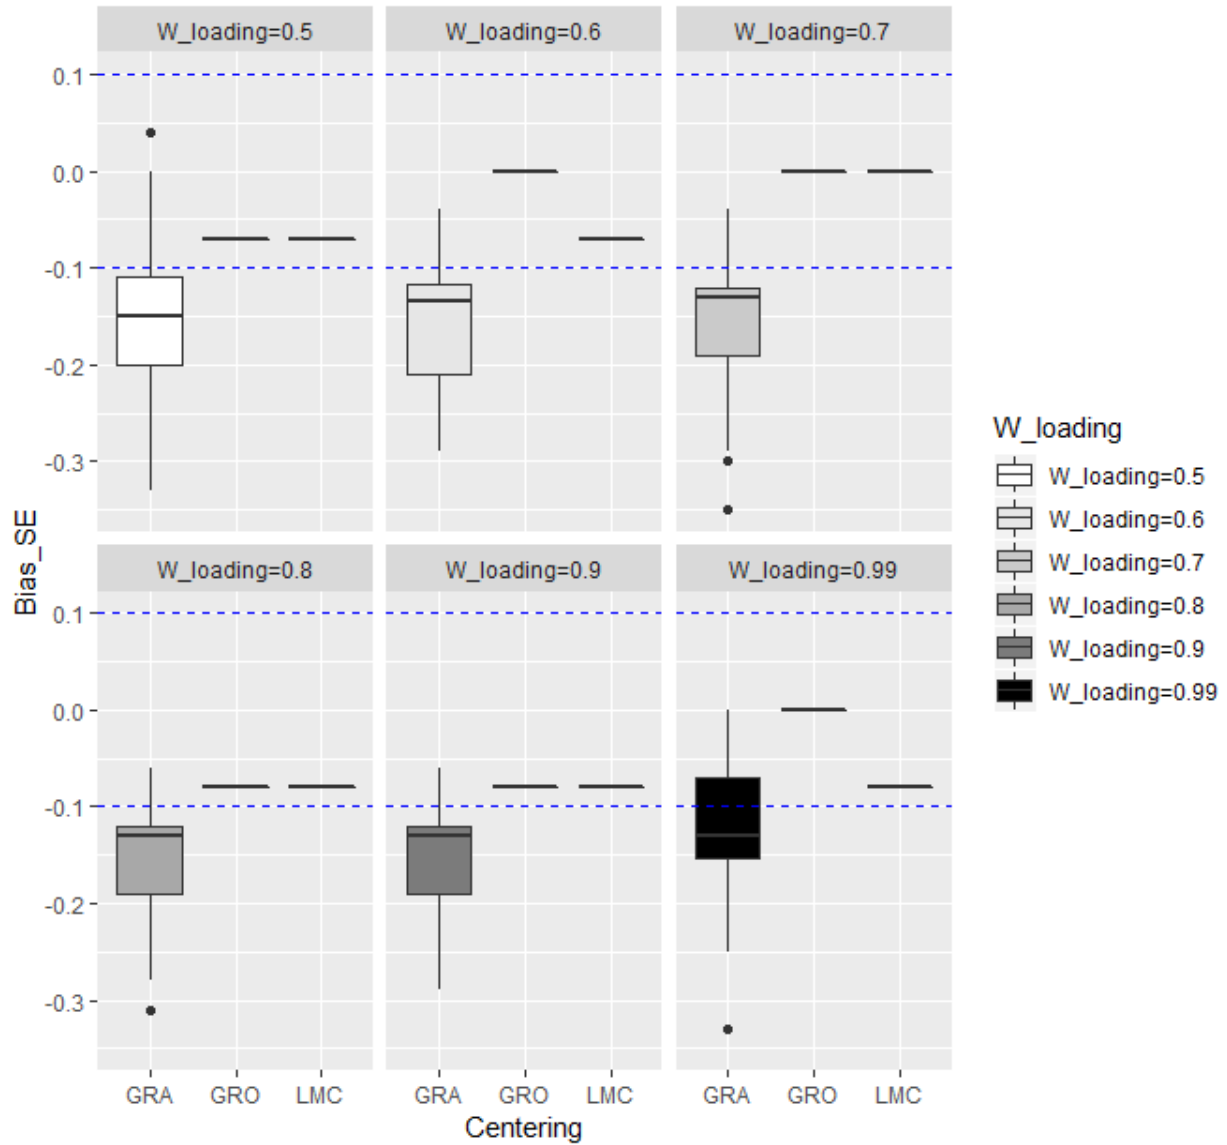 W_loading=0.5 W_loading=0.6 W_loading=0.7
0.1
0.0
-0.1
-0.2
-0.3
Bias_SE
W_loading=0.8 W_loading=0.9 W_loading=0.99
0.1
0.0
-0.1
-0.2
-0.3
GRA GRO LMC GRA GRO LMC GRA GRO LMC
Centering
W_loading
W_loading=0.5
W_loading=0.6
W_loading=0.7
W_loading=0.8
W_loading=0.9
W_loading=0.99